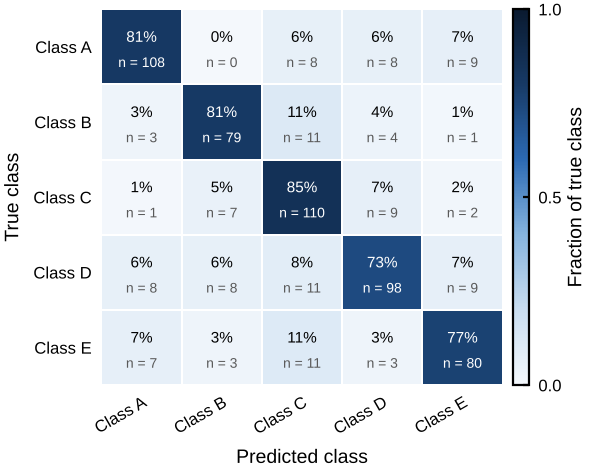 81% 0% 6% 6% 7%
Class A
n = 108 n = 0 n = 8 n = 8 n = 9
3% 81% 11% 4% 1%
Class B
n = 3 n = 79 n = 11 n = 4 n = 1
1% 5% 85% 7% 2%
Class C
n = 1 n = 7 n = 110 n = 9 n = 2
6% 6% 8% 73% 7%
Class D
n = 8 n = 8 n = 11 n = 98 n = 9
7% 3% 11% 3% 77%
Class E
n = 7 n = 3 n = 11 n = 3 n = 80
True class
Class A Class B Class C Class D Class E
Predicted class
1.0
0.5
0.0
Fraction of true class